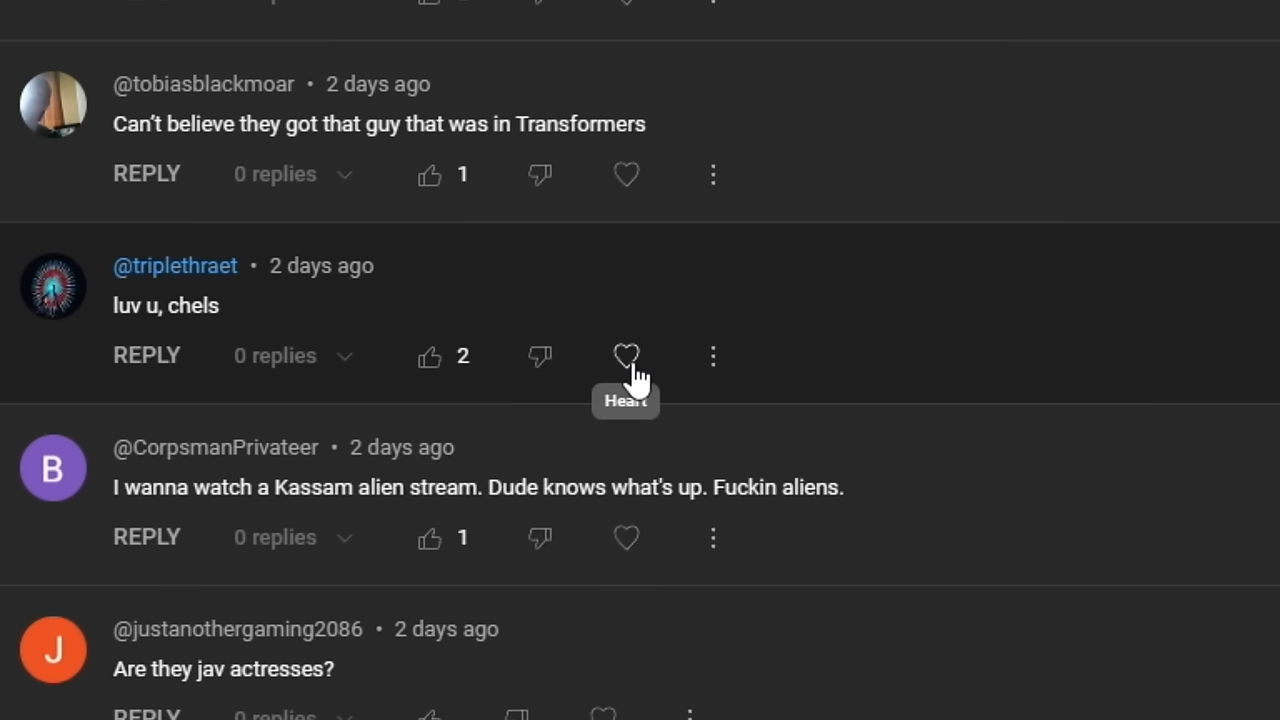 @tobiasblackmoar • 2 days ago
Can't believe they got that guy that was in Transformers
REPLY 0 replies 1
@triplethraet • 2 days ago
luv u, chels
REPLY 0 replies 2
Heart
B
@CorpsmanPrivateer • 2 days ago
I wanna watch a Kassam alien stream. Dude knows what's up. Fuckin aliens.
REPLY 0 replies 1
J
@justanothergaming2086 • 2 days ago
Are they jav actresses?
REPLY 0 replies